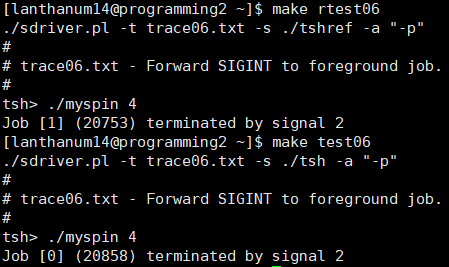 [lanthanum14@programming2 ~]$ make rtest06
./sdriver.pl -t trace06.txt -s ./tshref -a "-p"
#
# trace06.txt - Forward SIGINT to foreground job.
#
tsh> ./myspin 4
Job [1] (20753) terminated by signal 2
[lanthanum14@programming2 ~]$ make test06
./sdriver.pl -t trace06.txt -s ./tsh -a "-p"
#
# trace06.txt - Forward SIGINT to foreground job.
#
tsh> ./myspin 4
Job [0] (20858) terminated by signal 2